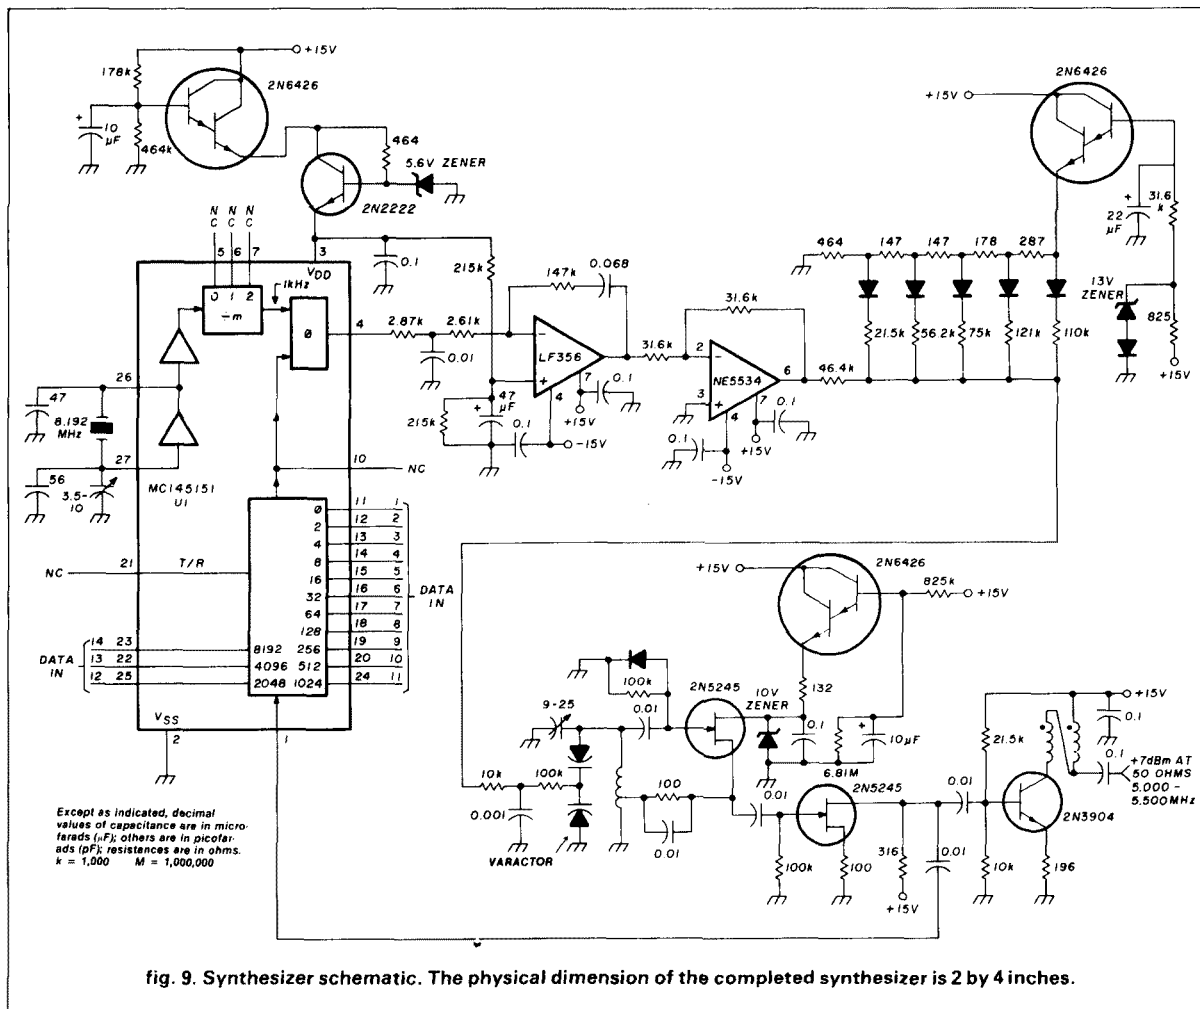 +15V
178k
2N6426
+
10
μF
464k
464
5.6V ZENER
2N2222
N
C
N
C
N
C
5
6
7
3
VDD
0
1
2
÷m
1kHz
Ø
4
0.1
215k
2.87k
2.61k
0.01
147k
0.068
-
+
LF356
7
4
0.1
+15V
-15V
+
47
μF
215k
0.1
31.6k
31.6k
2
-
3
+
NE5534
6
7
4
0.1
+15V
0.1
-15V
46.4k
2N6426
+15V
+
22
μF
31.6
k
464
147
147
178
287
13V
ZENER
825
+15V
21.5k
56.2k
75k
121k
110k
26
47
8.192
MHz
27
56
3.5-
10
MC145151
U1
10
NC
NC
21
T/R
0
11
1
2
12
2
4
13
3
8
14
4
16
15
5
32
16
6
64
17
7
128
18
8
256
19
9
512
20
10
1024
24
11
DATA
IN
DATA
IN
14
23
8192
13
22
4096
12
25
2048
VSS
2
1
+15V
2N6426
825k
+15V
132
10V
ZENER
0.1
+
10μF
6.81M
100k
2N5245
9-25
0.01
10k
100k
0.001
VARACTOR
100
0.01
0.01
2N5245
100k
100
316
+15V
0.01
0.01
21.5k
10k
+15V
0.1
0.1
+7dBm AT
50 OHMS
5.000 -
5.500MHz
2N3904
196
Except as indicated, decimal
values of capacitance are in micro-
farads (μF); others are in picofar-
ads (pF); resistances are in ohms.
k = 1,000 M = 1,000,000
fig. 9. Synthesizer schematic. The physical dimension of the completed synthesizer is 2 by 4 inches.